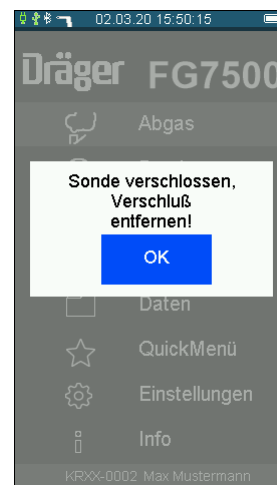 02.03.20 15:50:15
Dräger FG7500
Abgas
Sonde verschlossen,
Verschluß
entfernen!
OK
Daten
QuickMenü
Einstellungen
Info
KRXX-0002 Max Mustermann